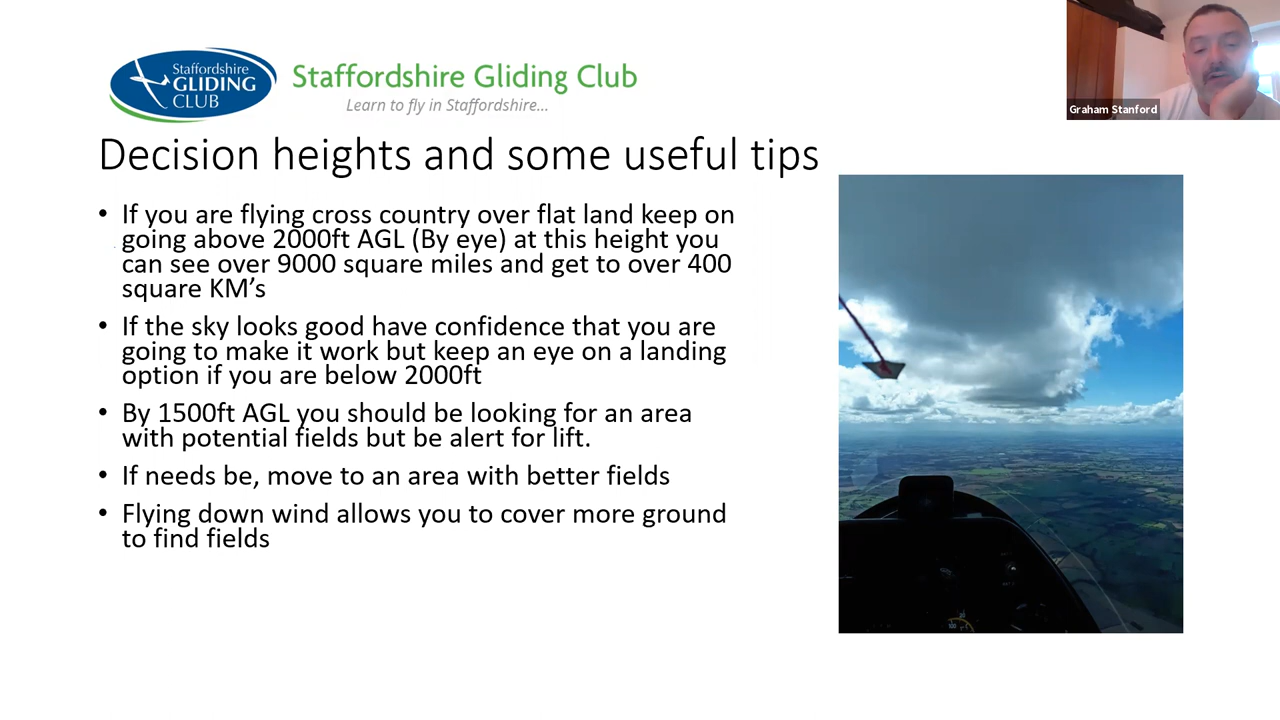 Staffordshire
GLIDING
CLUB
Staffordshire Gliding Club
Learn to fly in Staffordshire...
Graham Stanford
Decision heights and some useful tips
• If you are flying cross country over flat land keep on
going above 2000ft AGL (By eye) at this height you
can see over 9000 square miles and get to over 400
square KM's
• If the sky looks good have confidence that you are
going to make it work but keep an eye on a landing
option if you are below 2000ft
• By 1500ft AGL you should be looking for an area
with potential fields but be alert for lift.
• If needs be, move to an area with better fields
• Flying down wind allows you to cover more ground
to find fields